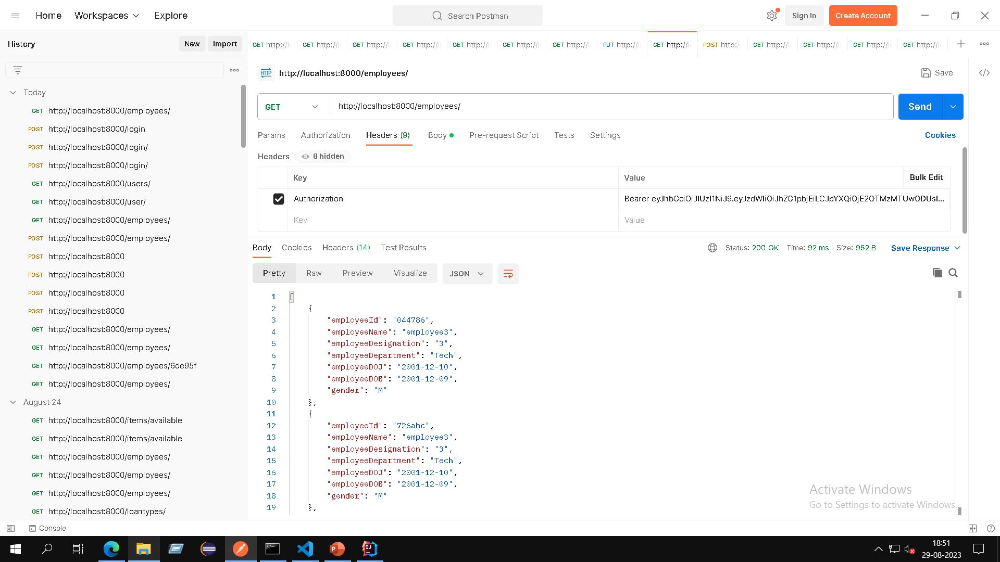 Home Workspaces Explore
Search Postman
Sign In Create Account
History New Import
GET http://l GET http://l GET http://l GET http://l GET http://l GET http://l GET http://l PUT http://l GET http://l POST http:/ GET http://l GET http://l GET http://l GET http://l
Today
GET http://localhost:8000/employees/
POST http://localhost:8000/login
POST http://localhost:8000/login/
POST http://localhost:8000/login/
GET http://localhost:8000/users/
GET http://localhost:8000/user/
GET http://localhost:8000/employees/
POST http://localhost:8000/employees/
POST http://localhost:8000
POST http://localhost:8000
POST http://localhost:8000
POST http://localhost:8000
GET http://localhost:8000/employees/
GET http://localhost:8000/employees/
GET http://localhost:8000/employees/6de95f
GET http://localhost:8000/employees/
August 24
GET http://localhost:8000/items/available
GET http://localhost:8000/items/available
GET http://localhost:8000/employees/
GET http://localhost:8000/employees/
GET http://localhost:8000/employees/
GET http://localhost:8000/loantypes/
HTTP http://localhost:8000/employees/
Save
GET http://localhost:8000/employees/
Send
Params Authorization Headers (9) Body Pre-request Script Tests Settings Cookies
Headers 8 hidden
Key Value Bulk Edit
Authorization Bearer eyJhbGciOiJIUzI1NiJ9.eyJzdWIiOiJhZG1pbjEiLCJpYXQiOjE2OTMzMTUwODUsI...
Key Value
Body Cookies Headers (14) Test Results
Status: 200 OK Time: 92 ms Size: 952 B Save Response
Pretty Raw Preview Visualize JSON
1 [
2 {
3 "employeeId": "044786",
4 "employeeName": "employee3",
5 "employeeDesignation": "3",
6 "employeeDepartment": "Tech",
7 "employeeDOJ": "2001-12-10",
8 "employeeDOB": "2001-12-09",
9 "gender": "M"
10 },
11 {
12 "employeeId": "726abc",
13 "employeeName": "employee3",
14 "employeeDesignation": "3",
15 "employeeDepartment": "Tech",
16 "employeeDOJ": "2001-12-10",
17 "employeeDOB": "2001-12-09",
18 "gender": "M"
19 },
Activate Windows
Go to Settings to activate Windows.
Console
18:51
29-08-2023